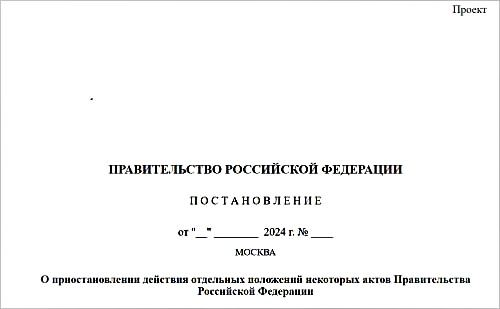 Проект
ПРАВИТЕЛЬСТВО РОССИЙСКОЙ ФЕДЕРАЦИИ
П О С Т А Н О В Л Е Н И Е
от "__" ________ 2024 г. № ____
МОСКВА
О приостановлении действия отдельных положений некоторых актов Правительства
Российской Федерации